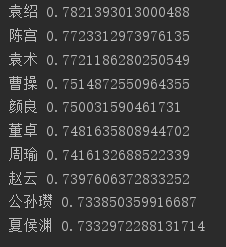 袁绍 0.7821393013000488
陈宫 0.7723312973976135
袁术 0.7721186280250549
曹操 0.7514872550964355
颜良 0.750031590461731
董卓 0.7481635808944702
周瑜 0.7416132688522339
赵云 0.7397606372833252
公孙瓒 0.733850359916687
夏侯渊 0.7332972288131714